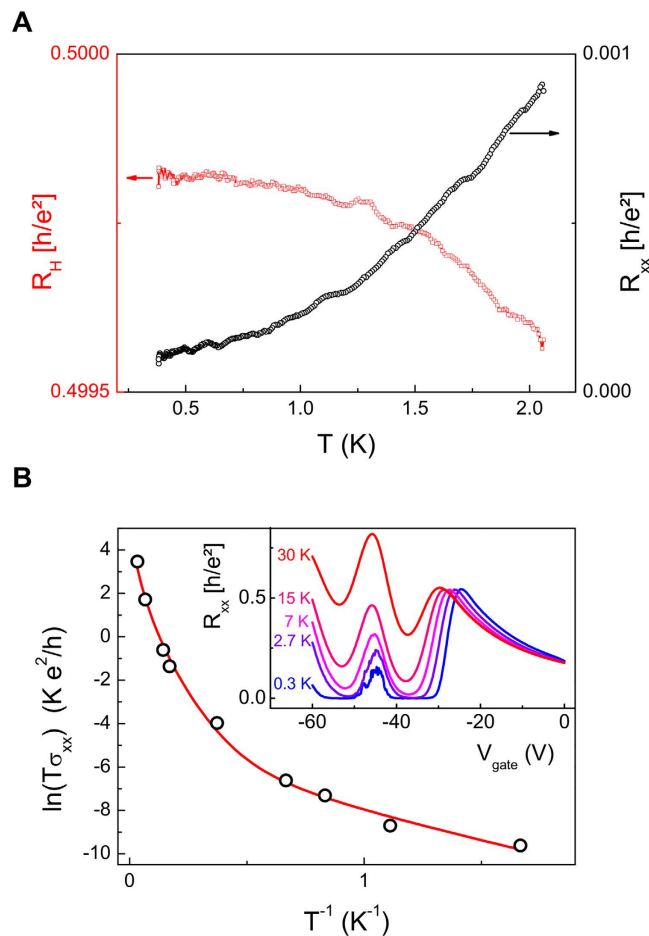 A
0.5000
0.001
R_H [h/e²]
R_xx [h/e²]
0.4995
0.000
0.5
1.0
1.5
2.0
T (K)
B
4
2
0
-2
-4
-6
-8
-10
ln(Tσ_xx) (K e²/h)
0
1
T⁻¹ (K⁻¹)
R_xx [h/e²]
0.5
0.0
30 K
15 K
7 K
2.7 K
0.3 K
-60
-40
-20
0
V_gate (V)